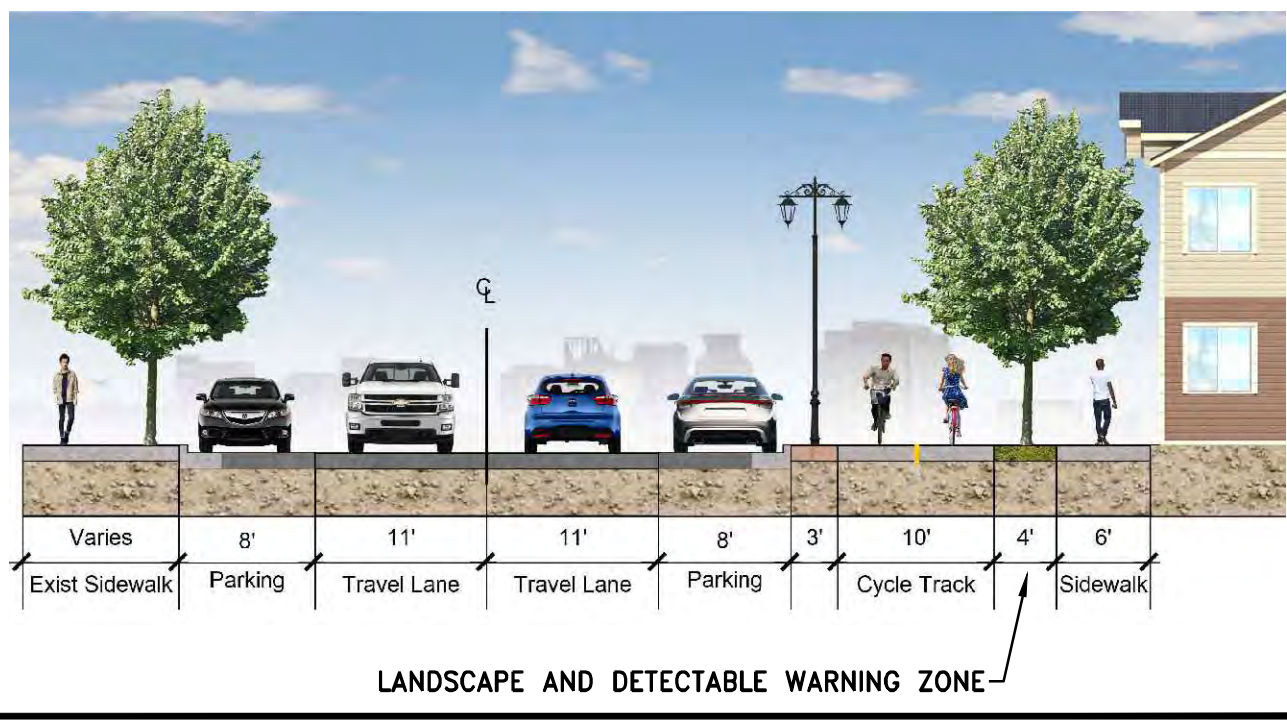 ℄
Varies 8' 11' 11' 8' 3' 10' 4' 6'
Exist Sidewalk Parking Travel Lane Travel Lane Parking Cycle Track Sidewalk
LANDSCAPE AND DETECTABLE WARNING ZONE